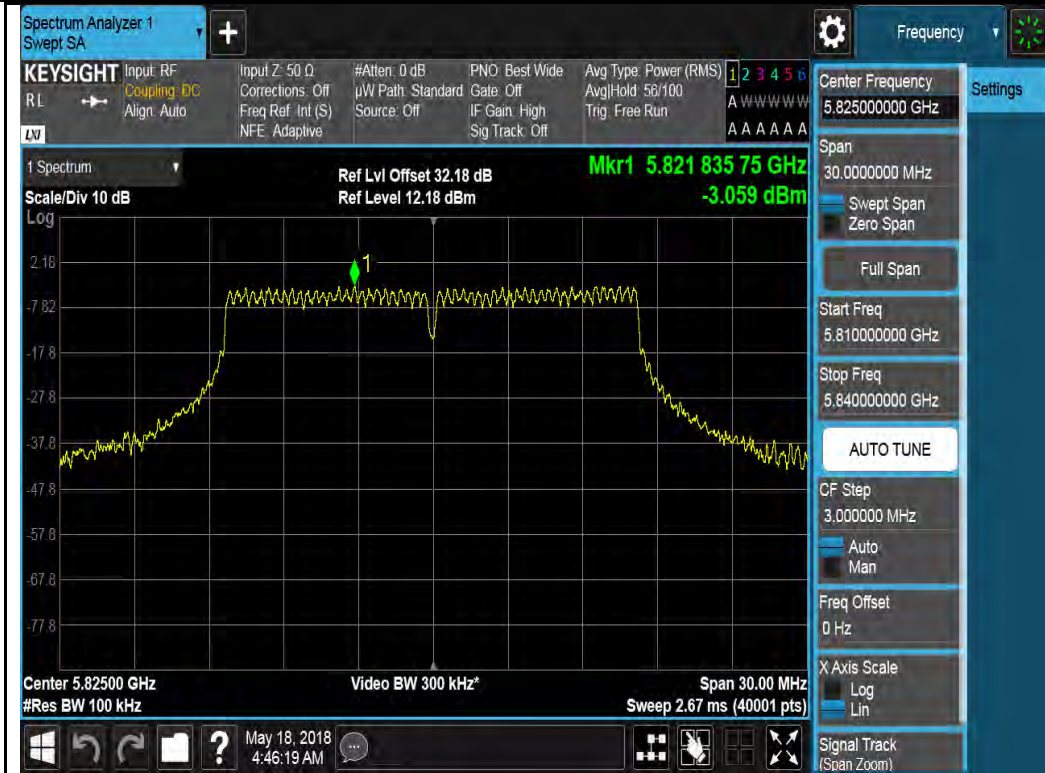 Spectrum Analyzer 1
Swept SA
+
Frequency
KEYSIGHT
RL
LXI
Input: RF
Coupling: DC
Align: Auto
Input Z: 50 Ω
Corrections: Off
Freq Ref: Int (S)
NFE: Adaptive
#Atten: 0 dB
µW Path: Standard
Source: Off
PNO: Best Wide
Gate: Off
IF Gain: High
Sig Track: Off
Avg Type: Power (RMS)
Avg|Hold: 56/100
Trig: Free Run
1 2 3 4 5 6
A W W W W W
A A A A A A
Center Frequency
5.825000000 GHz
Settings
Span
30.0000000 MHz
Swept Span
Zero Span
Full Span
Start Freq
5.810000000 GHz
Stop Freq
5.840000000 GHz
AUTO TUNE
CF Step
3.000000 MHz
Auto
Man
Freq Offset
0 Hz
X Axis Scale
Log
Lin
Signal Track
(Span Zoom)
1 Spectrum
Scale/Div 10 dB
Ref Lvl Offset 32.18 dB
Ref Level 12.18 dBm
Mkr1 5.821 835 75 GHz
-3.059 dBm
Log
1
2.18
-7.82
-17.8
-27.8
-37.8
-47.8
-57.8
-67.8
-77.8
Center 5.82500 GHz
#Res BW 100 kHz
Video BW 300 kHz*
Span 30.00 MHz
Sweep 2.67 ms (40001 pts)
?
May 18, 2018
4:46:19 AM